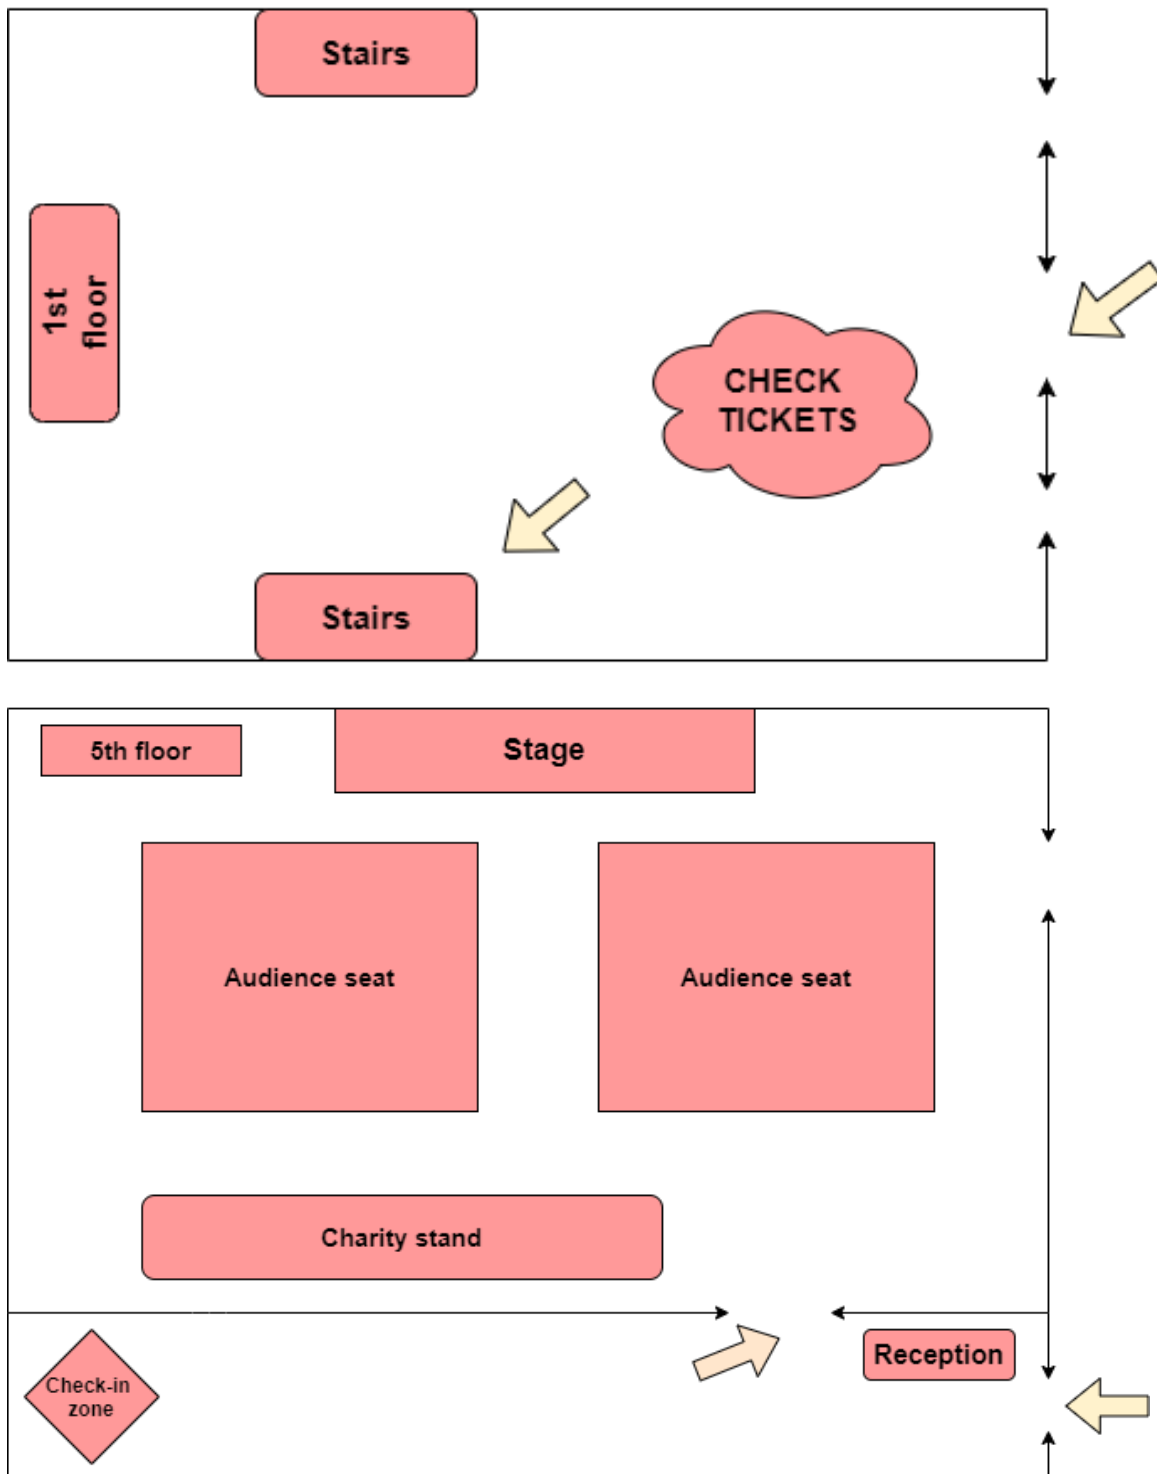 Stairs
1st
floor
CHECK
TICKETS
Stairs
5th floor
Stage
Audience seat
Audience seat
Charity stand
Reception
Check-in
zone